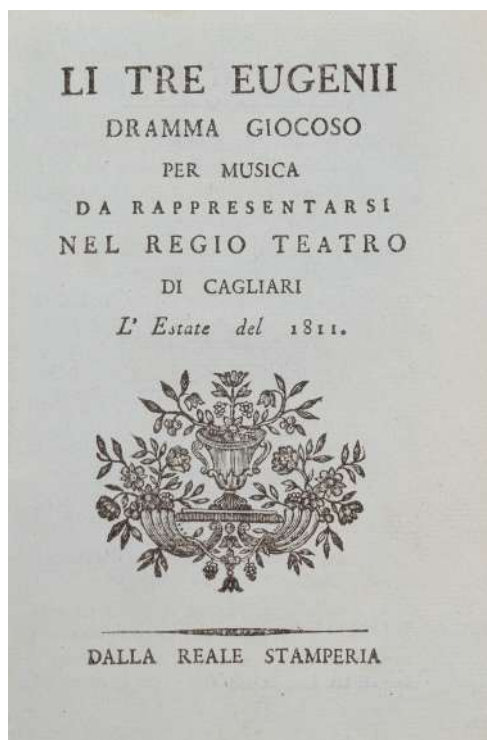 LI TRE EUGENII
DRAMMA GIOCOSO
PER MUSICA
DA RAPPRESENTARSI
NEL REGIO TEATRO
DI CAGLIARI
L' Estate del 1811.
DALLA REALE STAMPERIA